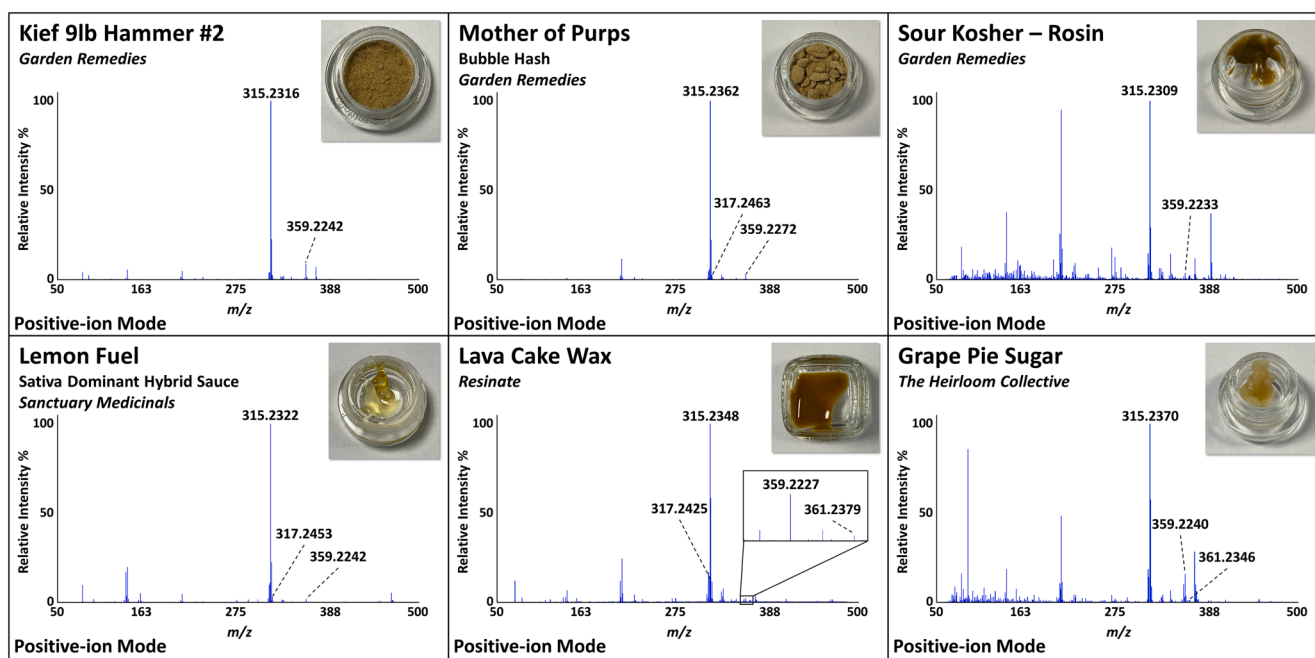 Kief 9lb Hammer #2
Garden Remedies
100
315.2316
Relative Intensity %
50
359.2242
0
50
163
275
388
500
m/z
Positive-ion Mode
Mother of Purps
Bubble Hash
Garden Remedies
315.2362
100
Relative Intensity %
50
317.2463
359.2272
0
50
163
275
388
500
m/z
Positive-ion Mode
Sour Kosher – Rosin
Garden Remedies
315.2309
100
Relative Intensity %
50
359.2233
0
50
163
275
388
500
m/z
Positive-ion Mode
Lemon Fuel
Sativa Dominant Hybrid Sauce
Sanctuary Medicinals
315.2322
100
Relative Intensity %
50
317.2453
359.2242
0
50
163
275
388
500
m/z
Positive-ion Mode
Lava Cake Wax
Resinate
315.2348
100
Relative Intensity %
359.2227
361.2379
317.2425
50
0
50
163
275
388
500
m/z
Positive-ion Mode
Grape Pie Sugar
The Heirloom Collective
315.2370
100
Relative Intensity %
50
359.2240
361.2346
0
50
163
275
388
500
m/z
Positive-ion Mode